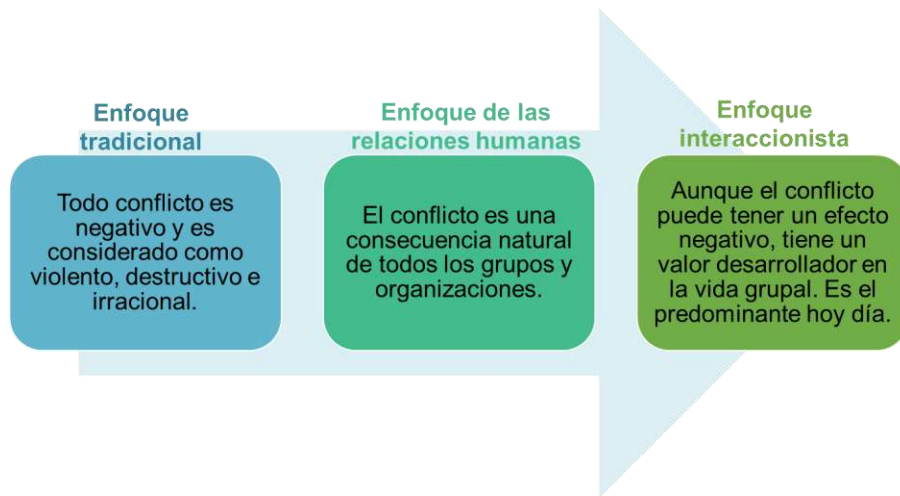 Enfoque
tradicional
Todo conflicto es
negativo y es
considerado como
violento, destructivo e
irracional.
Enfoque de las
relaciones humanas
El conflicto es una
consecuencia natural
de todos los grupos y
organizaciones.
Enfoque
interaccionista
Aunque el conflicto
puede tener un efecto
negativo, tiene un
valor desarrollador en
la vida grupal. Es el
predominante hoy día.